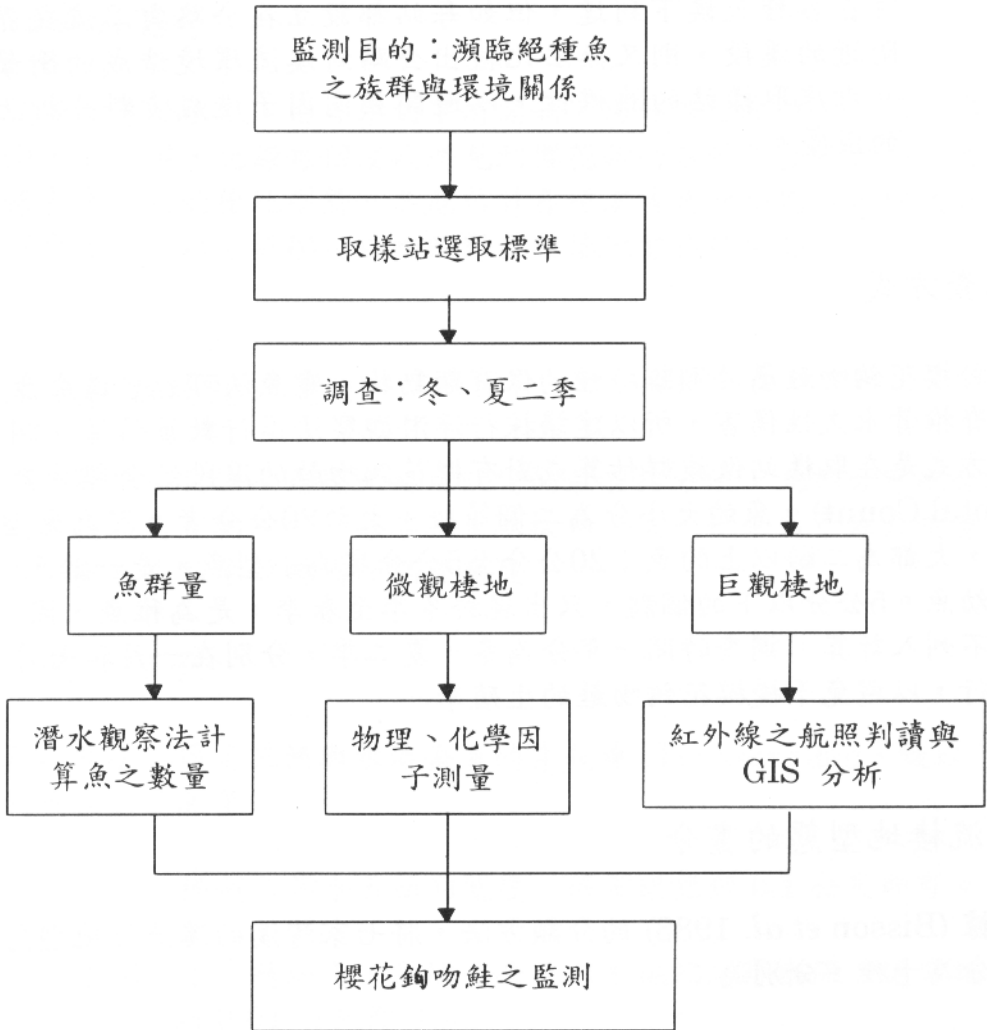 監測目的：瀕臨絕種魚
之族群與環境關係
取樣站選取標準
調查：冬、夏二季
魚群量
微觀棲地
巨觀棲地
潛水觀察法計
算魚之數量
物理、化學因
子測量
紅外線之航照判讀與
GIS 分析
櫻花鉤吻鮭之監測